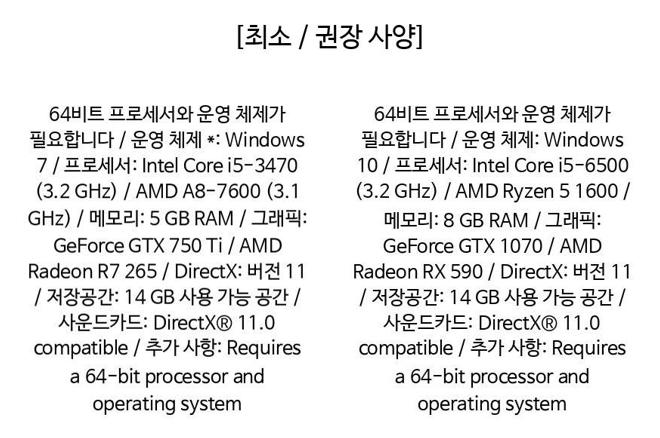 [최소 / 권장 사양]
64비트 프로세서와 운영 체제가
필요합니다 / 운영 체제 *: Windows
7 / 프로세서: Intel Core i5-3470
(3.2 GHz) / AMD A8-7600 (3.1
GHz) / 메모리: 5 GB RAM / 그래픽:
GeForce GTX 750 Ti / AMD
Radeon R7 265 / DirectX: 버전 11
/ 저장공간: 14 GB 사용 가능 공간 /
사운드카드: DirectX® 11.0
compatible / 추가 사항: Requires
a 64-bit processor and
operating system
64비트 프로세서와 운영 체제가
필요합니다 / 운영 체제: Windows
10 / 프로세서: Intel Core i5-6500
(3.2 GHz) / AMD Ryzen 5 1600 /
메모리: 8 GB RAM / 그래픽:
GeForce GTX 1070 / AMD
Radeon RX 590 / DirectX: 버전 11
/ 저장공간: 14 GB 사용 가능 공간 /
사운드카드: DirectX® 11.0
compatible / 추가 사항: Requires
a 64-bit processor and
operating system